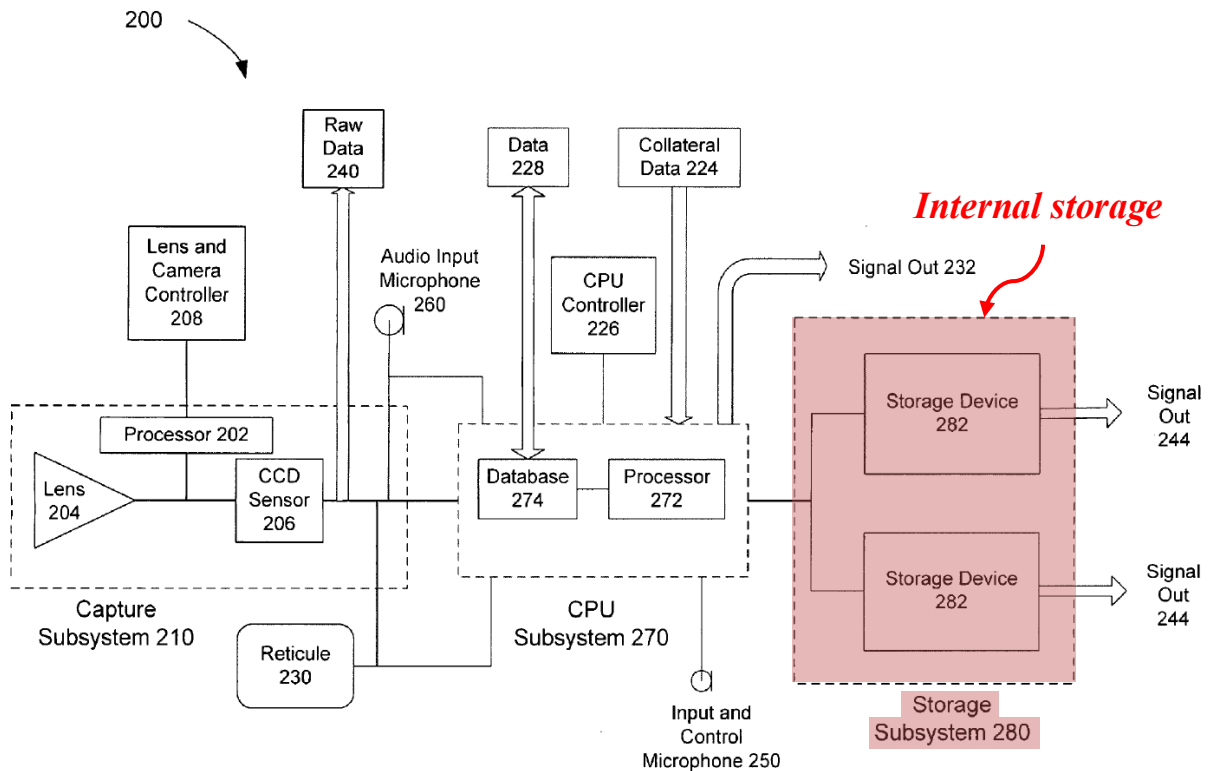 200
Raw
Data
240
Data
228
Collateral
Data 224
Internal storage
Lens and
Camera
Controller
208
Audio Input
Microphone
260
CPU
Controller
226
Signal Out 232
Processor 202
Lens
204
CCD
Sensor
206
Database
274
Processor
272
Storage Device
282
Signal
Out
244
Storage Device
282
Signal
Out
244
Capture
Subsystem 210
CPU
Subsystem 270
Reticule
230
Input and
Control
Microphone 250
Storage
Subsystem 280